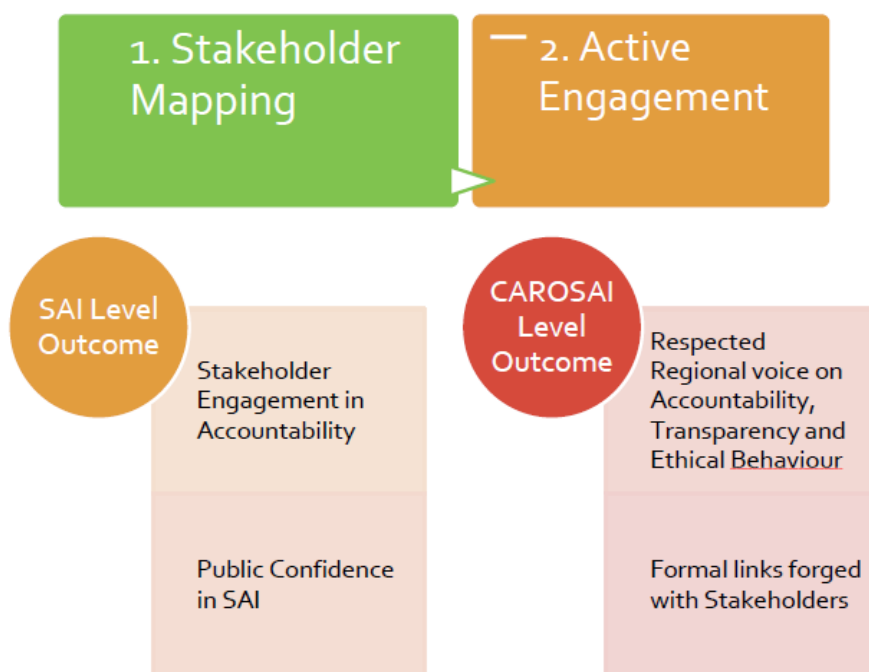 1. Stakeholder
Mapping
2. Active
Engagement
SAI Level
Outcome
Stakeholder
Engagement in
Accountability
Public Confidence
in SAI
CAROSAI
Level
Outcome
Respected
Regional voice on
Accountability,
Transparency and
Ethical Behaviour
Formal links forged
with Stakeholders